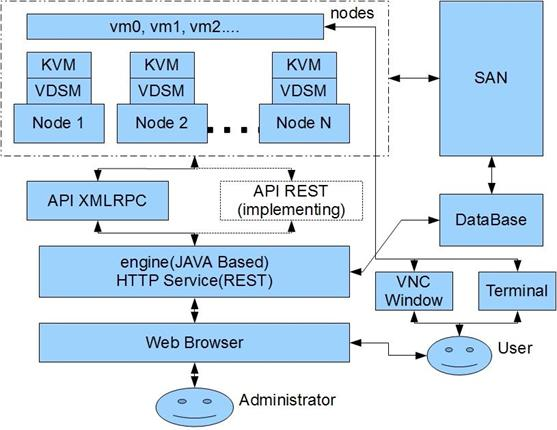 nodes
vm0, vm1, vm2....
KVM
KVM
KVM
VDSM
VDSM
VDSM
Node 1
Node 2
Node N
SAN
API XMLRPC
API REST
(implementing)
DataBase
engine(JAVA Based)
HTTP Service(REST)
VNC
Window
Terminal
Web Browser
User
Administrator